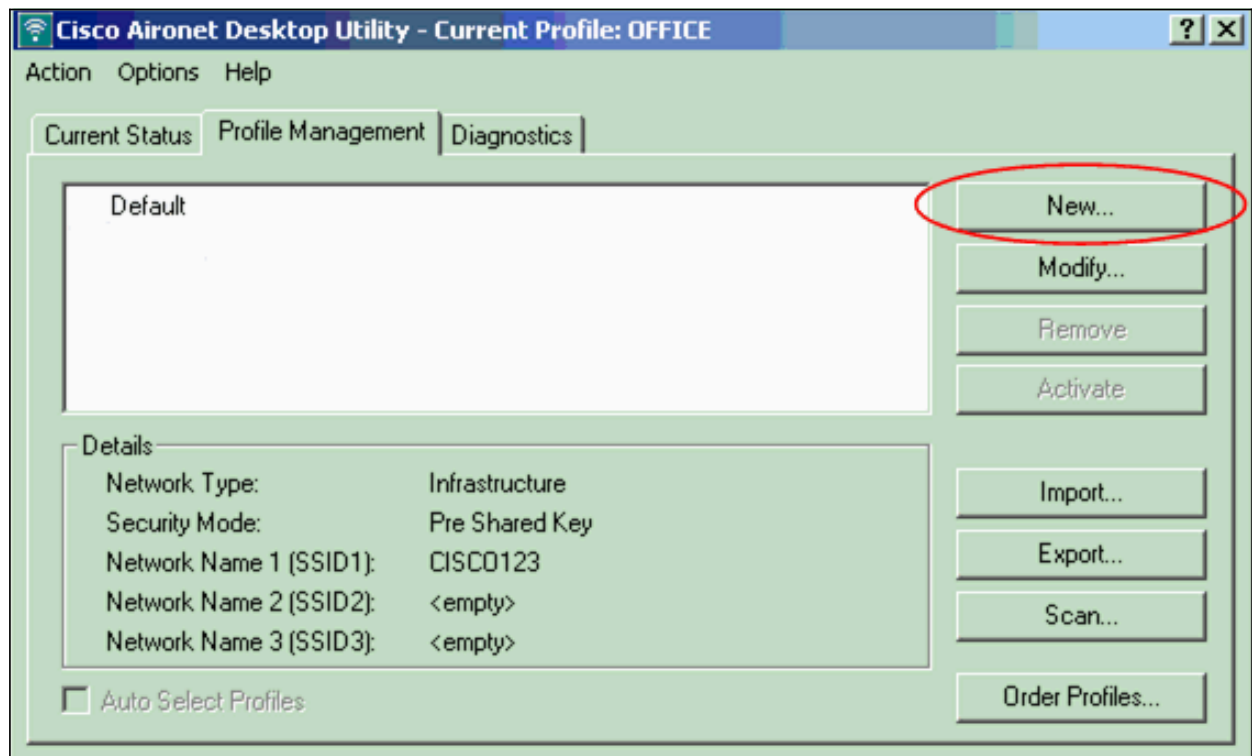 Cisco Aironet Desktop Utility - Current Profile: OFFICE
? X
Action Options Help
Current Status Profile Management Diagnostics
Default
New...
Modify...
Remove
Activate
Details
Network Type: Infrastructure
Security Mode: Pre Shared Key
Network Name 1 (SSID1): CISCO123
Network Name 2 (SSID2): <empty>
Network Name 3 (SSID3): <empty>
Import...
Export...
Scan...
Auto Select Profiles
Order Profiles...